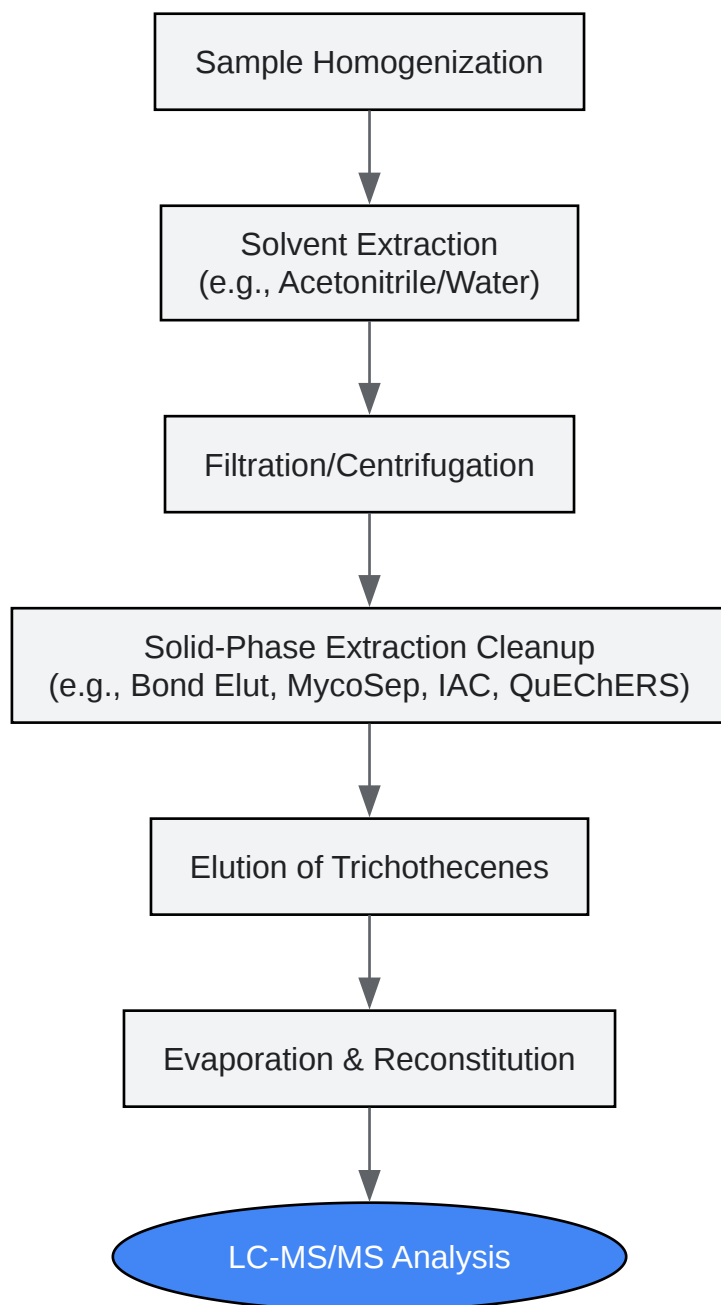 Sample Homogenization
Solvent Extraction
(e.g., Acetonitrile/Water)
Filtration/Centrifugation
Solid-Phase Extraction Cleanup
(e.g., Bond Elut, MycoSep, IAC, QuEChERS)
Elution of Trichothecenes
Evaporation & Reconstitution
LC-MS/MS Analysis